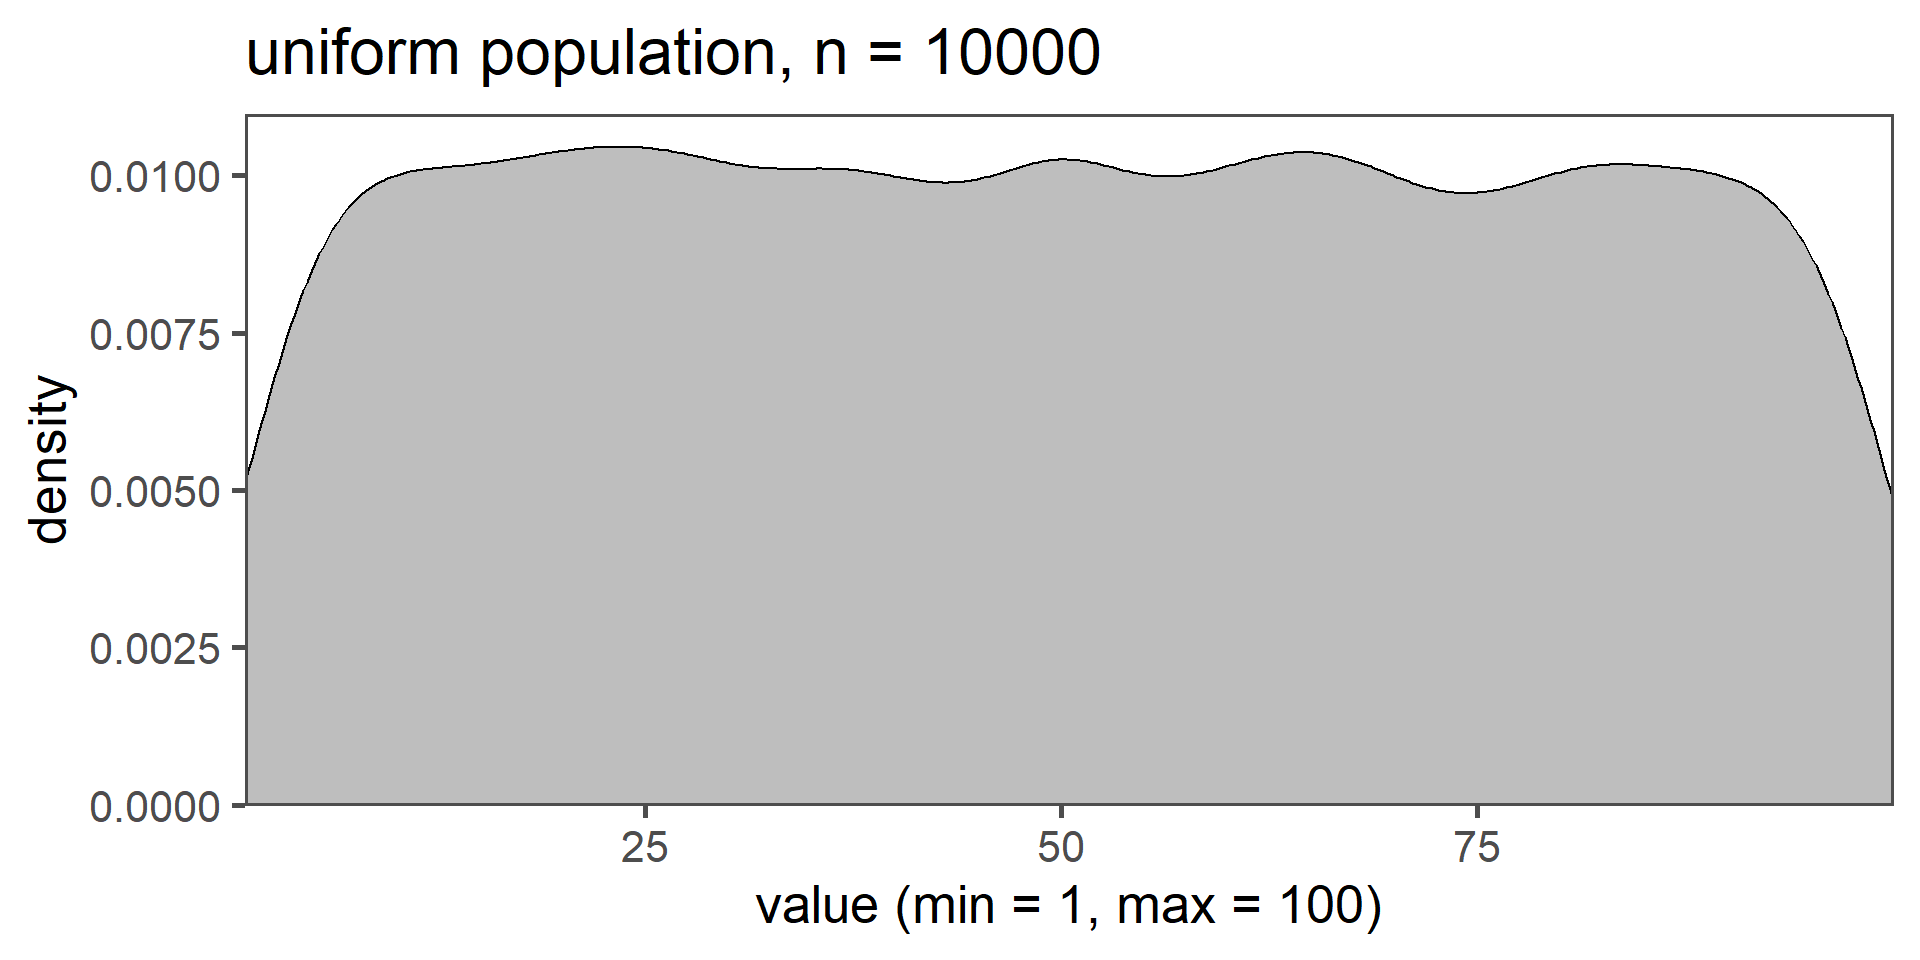 uniform population, n = 10000
density
0.0100
0.0075
0.0050
0.0025
0.0000
25 50 75
value (min = 1, max = 100)